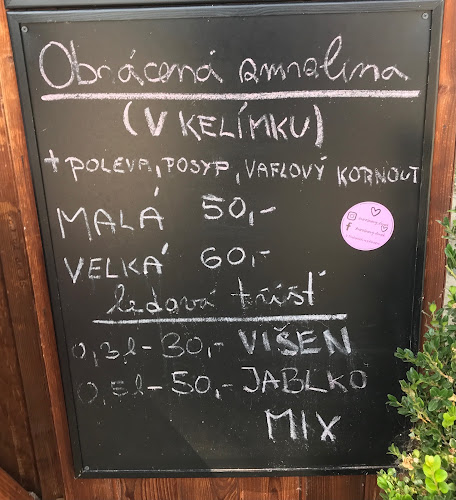 Obrácená zmrzlina
(V KELÍMKU)
+ POLEVA, POSYP, VAFLOVÝ KORNOUT
MALÁ 50,-
VELKÁ 60,-
ledová tříšť
0,3l - 30,- VIŠEŇ
0,5l - 50,- JABLKO
MIX